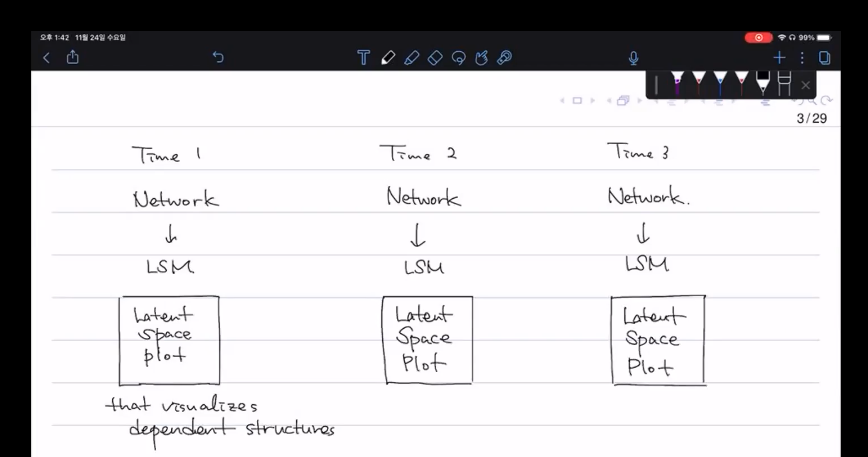 오후 1:42 11월 24일 수요일
99%
3/29
Time 1 Time 2 Time 3
Network Network Network.
↓ ↓ ↓
LSM LSM LSM
Latent Latent Latent
Space Space Space
plot Plot Plot
that visualizes
dependent structures